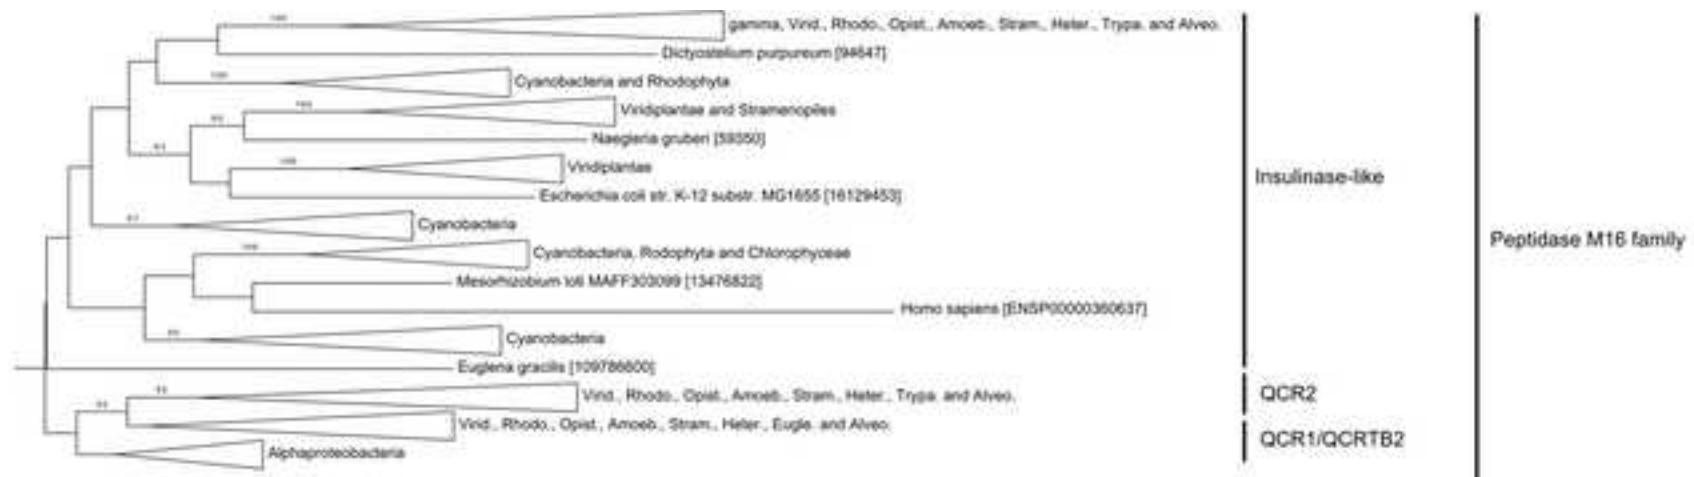 gamma, Virid., Rhodo., Opist., Amoeb., Stram., Heter., Trypa. and Alveo.
Dictyostelium purpureum [94647]
Cyanobacteria and Rhodophyta
Viridiplantae and Stramenopiles
Naegleria gruberi [59350]
Viridiplantae
Escherichia coli str. K-12 substr. MG1655 [16129453]
Insulinase-like
Cyanobacteria
Peptidase M16 family
Cyanobacteria, Rodophyta and Chlorophyceae
Mesorhizobium loti MAFF303099 [13476822]
Homo sapiens [ENSP00000360637]
Cyanobacteria
Euglena gracilis [109786600]
Virid., Rhodo., Opist., Amoeb., Stram., Heter., Trypa. and Alveo.
QCR2
Virid., Rhodo., Opist., Amoeb., Stram., Heter., Eugle. and Alveo.
QCR1/QCRTB2
Alphaproteobacteria